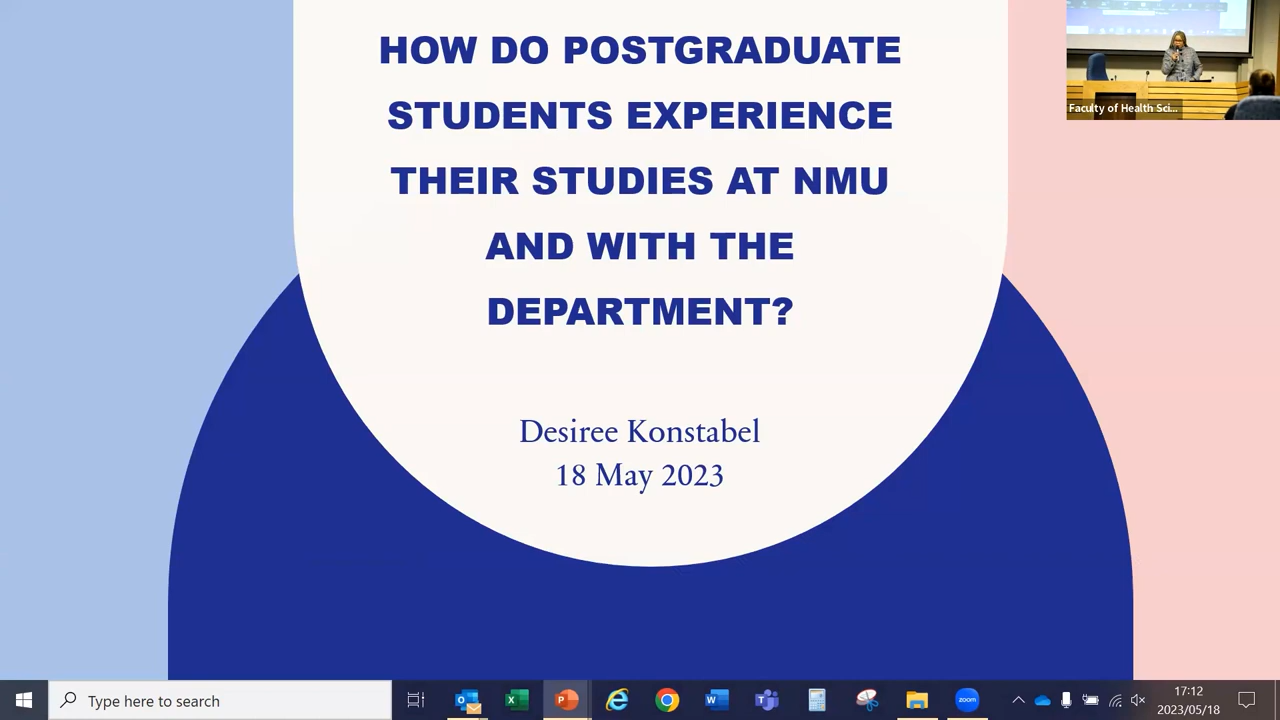 HOW DO POSTGRADUATE
STUDENTS EXPERIENCE
THEIR STUDIES AT NMU
AND WITH THE
DEPARTMENT?
Desiree Konstabel
18 May 2023
Faculty of Health Sci...
Type here to search
zoom
17:12
2023/05/18